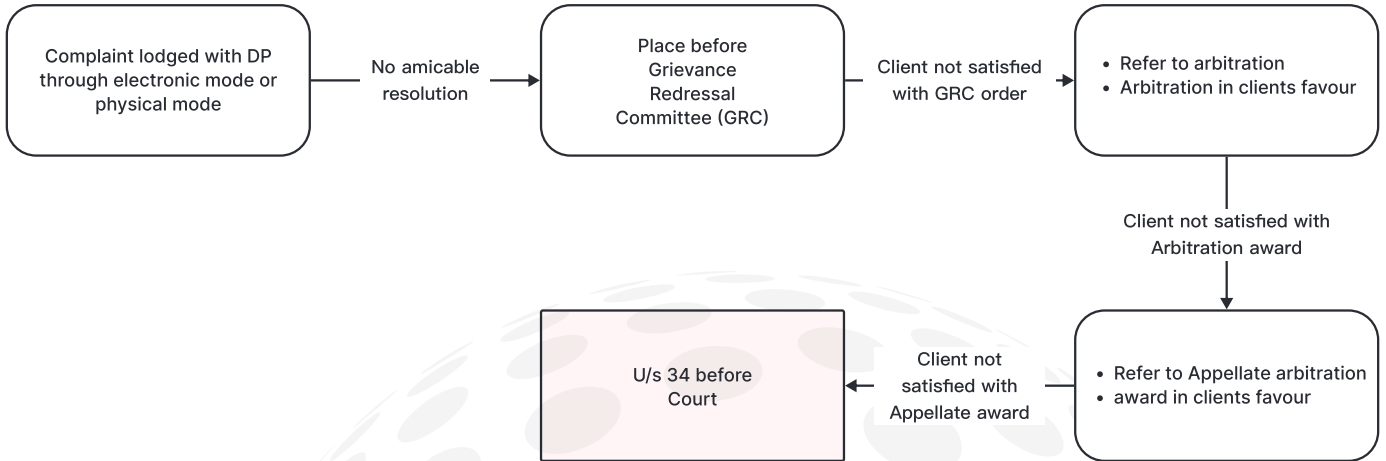 Complaint lodged with DP
through electronic mode or
physical mode
No amicable
resolution
Place before
Grievance
Redressal
Committee (GRC)
Client not satisfied
with GRC order
• Refer to arbitration
• Arbitration in clients favour
Client not satisfied with
Arbitration award
• Refer to Appellate arbitration
• award in clients favour
Client not
satisfied with
Appellate award
U/s 34 before
Court